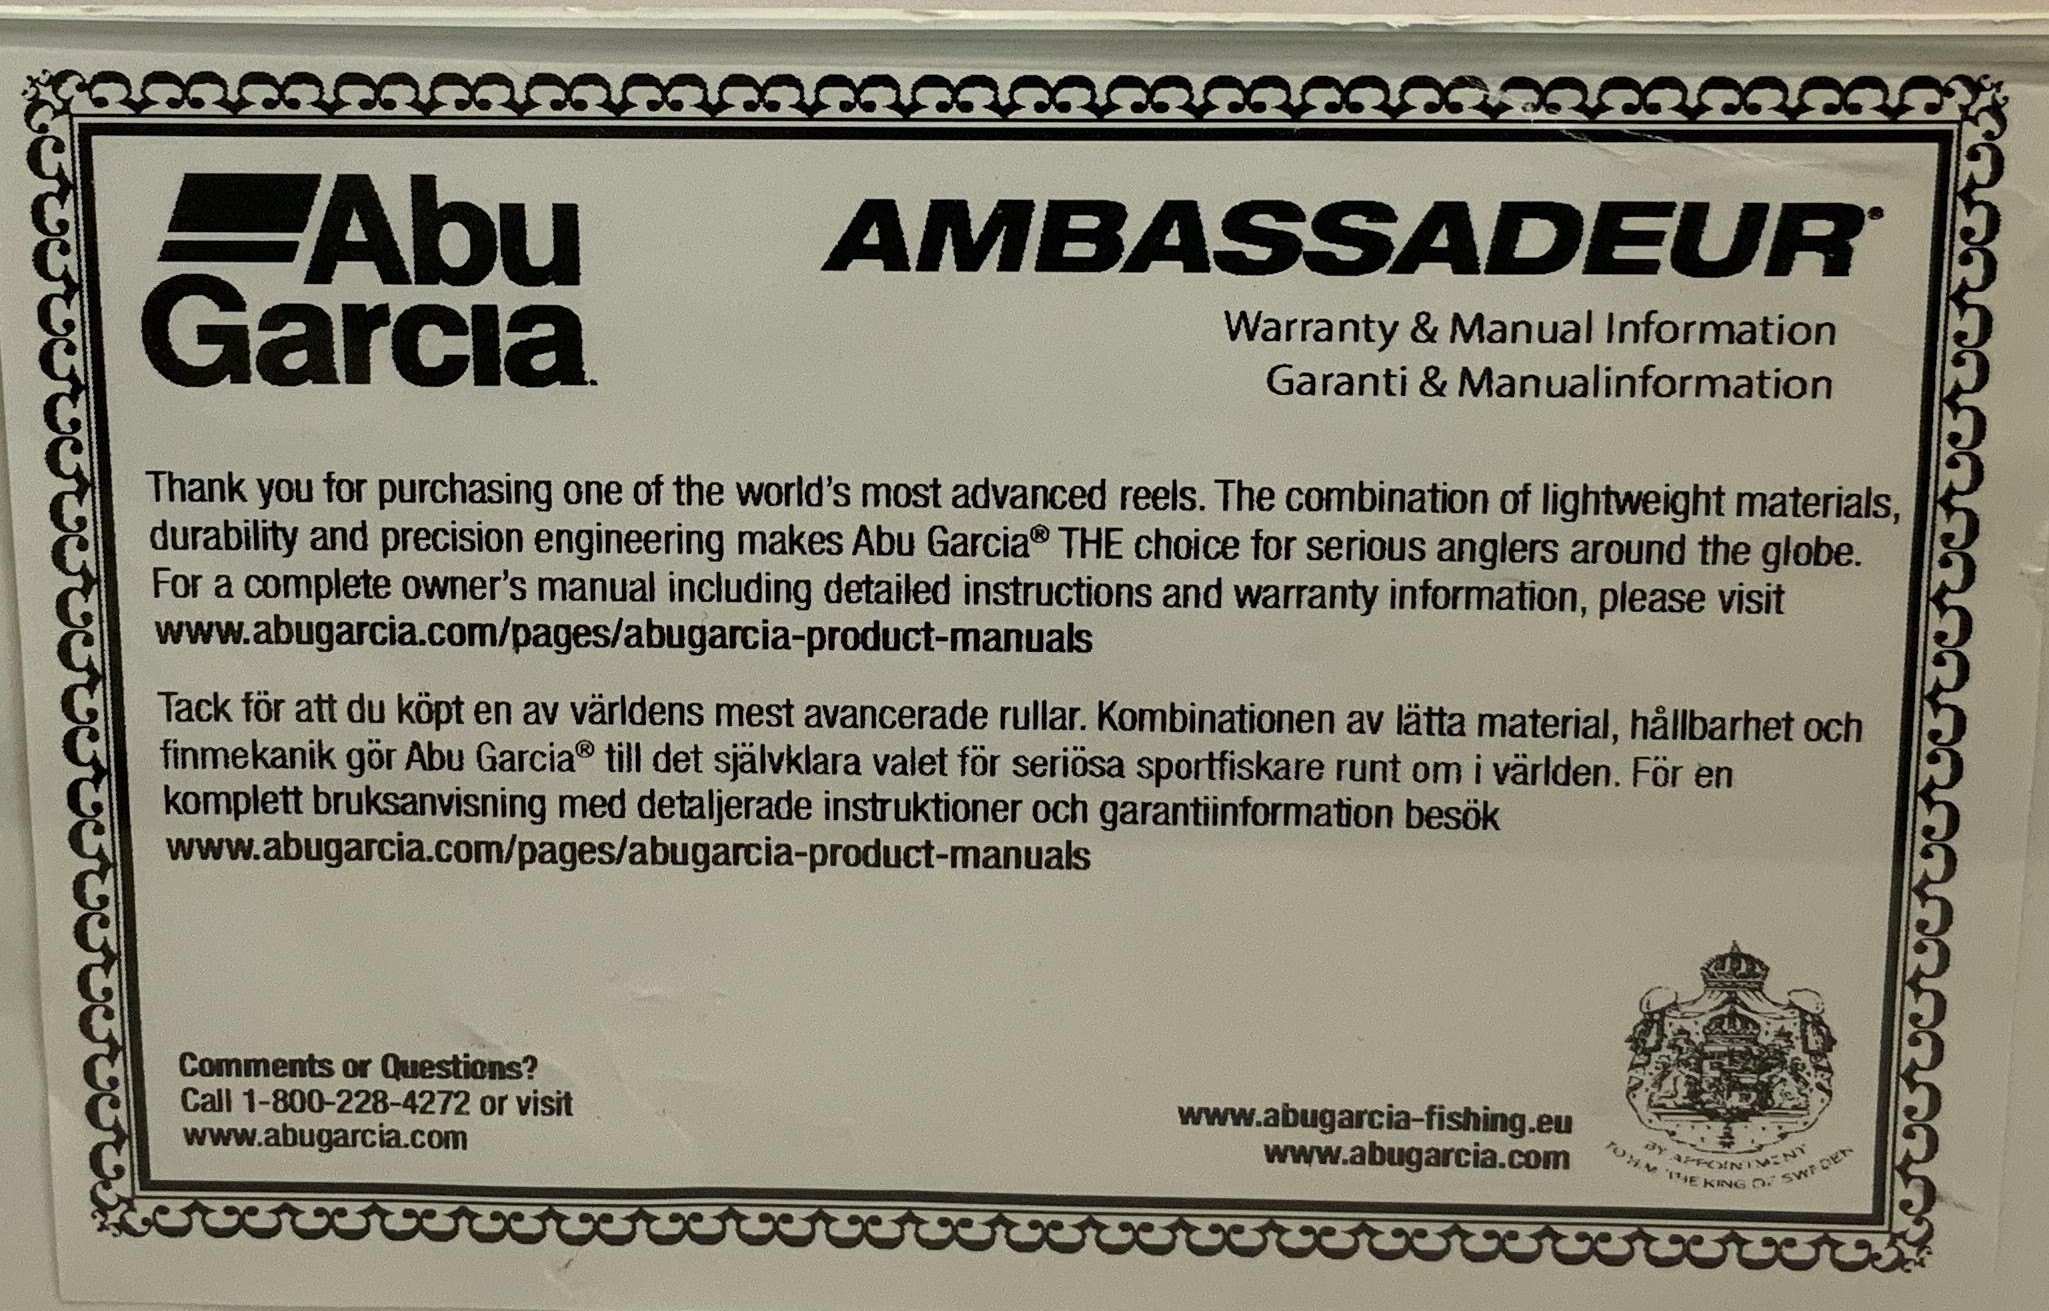 Abu
Garcia.
AMBASSADEUR®
Warranty & Manual Information
Garanti & Manualinformation
Thank you for purchasing one of the world's most advanced reels. The combination of lightweight materials,
durability and precision engineering makes Abu Garcia® THE choice for serious anglers around the globe.
For a complete owner's manual including detailed instructions and warranty information, please visit
www.abugarcia.com/pages/abugarcia-product-manuals
Tack för att du köpt en av världens mest avancerade rullar. Kombinationen av lätta material, hållbarhet och
finmekanik gör Abu Garcia® till det självklara valet för seriösa sportfiskare runt om i världen. För en
komplett bruksanvisning med detaljerade instruktioner och garantiinformation besök
www.abugarcia.com/pages/abugarcia-product-manuals
Comments or Questions?
Call 1-800-228-4272 or visit
www.abugarcia.com
www.abugarcia-fishing.eu
www.abugarcia.com
BY APPOINTMENT
TO H.M. THE KING OF SWEDEN